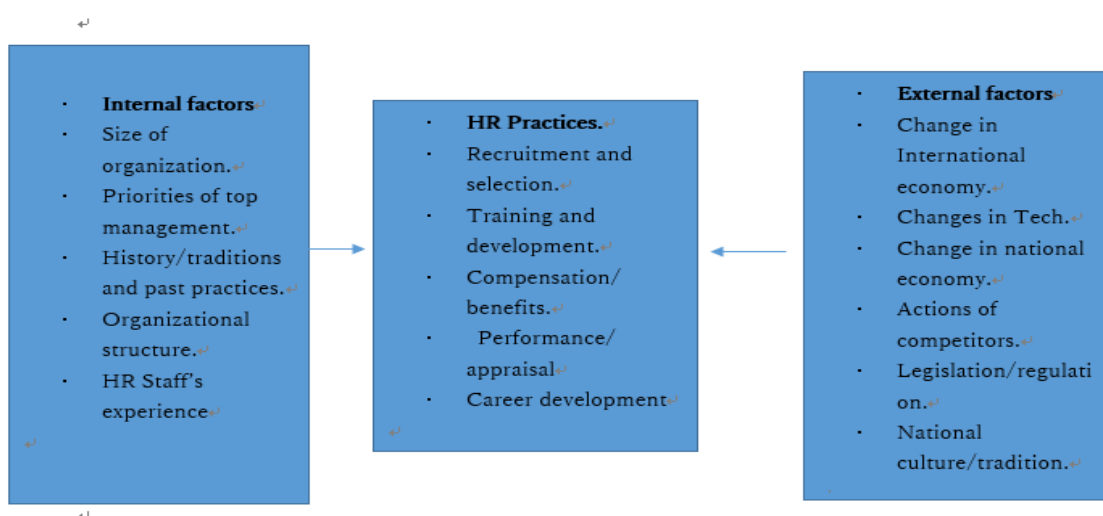 Internal factors
Size of
organization.
Priorities of top
management.
History/traditions
and past practices.
Organizational
structure.
HR Staff's
experience
HR Practices.
Recruitment and
selection.
Training and
development.
Compensation/
benefits.
Performance/
appraisal
Career development
External factors
Change in
International
economy.
Changes in Tech.
Change in national
economy.
Actions of
competitors.
Legislation/regulati
on.
National
culture/tradition.